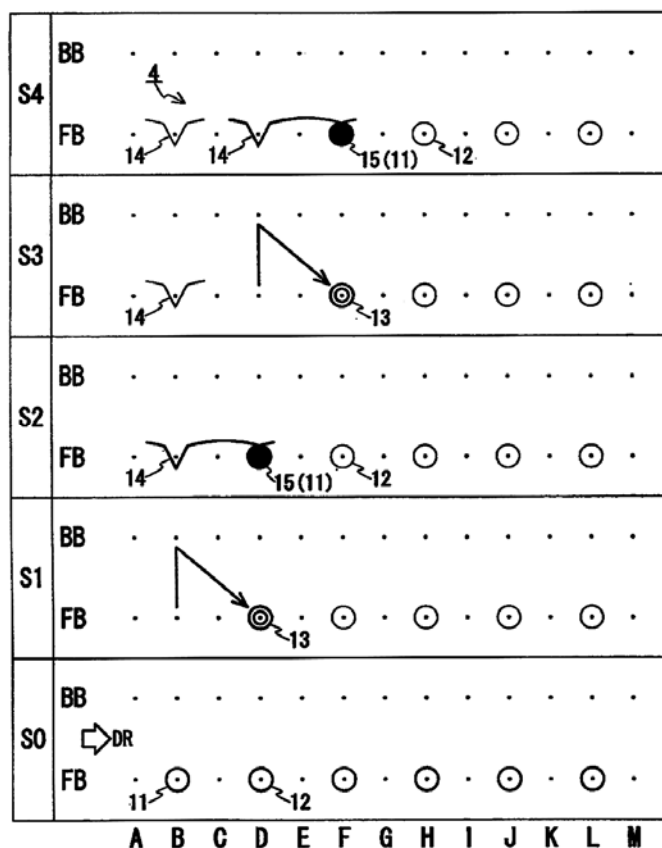 S4
BB
4
FB
14
14
15(11)
12
S3
BB
FB
14
13
S2
BB
FB
14
15(11)
12
S1
BB
FB
13
S0
BB
DR
FB
11
12
A B C D E F G H I J K L M